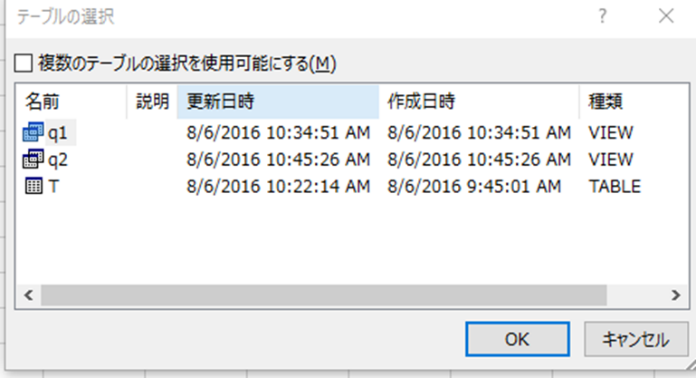 テーブルの選択 ? ×
複数のテーブルの選択を使用可能にする(M)
名前 説明 更新日時 作成日時 種類
q1 8/6/2016 10:34:51 AM 8/6/2016 10:34:51 AM VIEW
q2 8/6/2016 10:45:26 AM 8/6/2016 10:45:26 AM VIEW
T 8/6/2016 10:22:14 AM 8/6/2016 9:45:01 AM TABLE
OK キャンセル